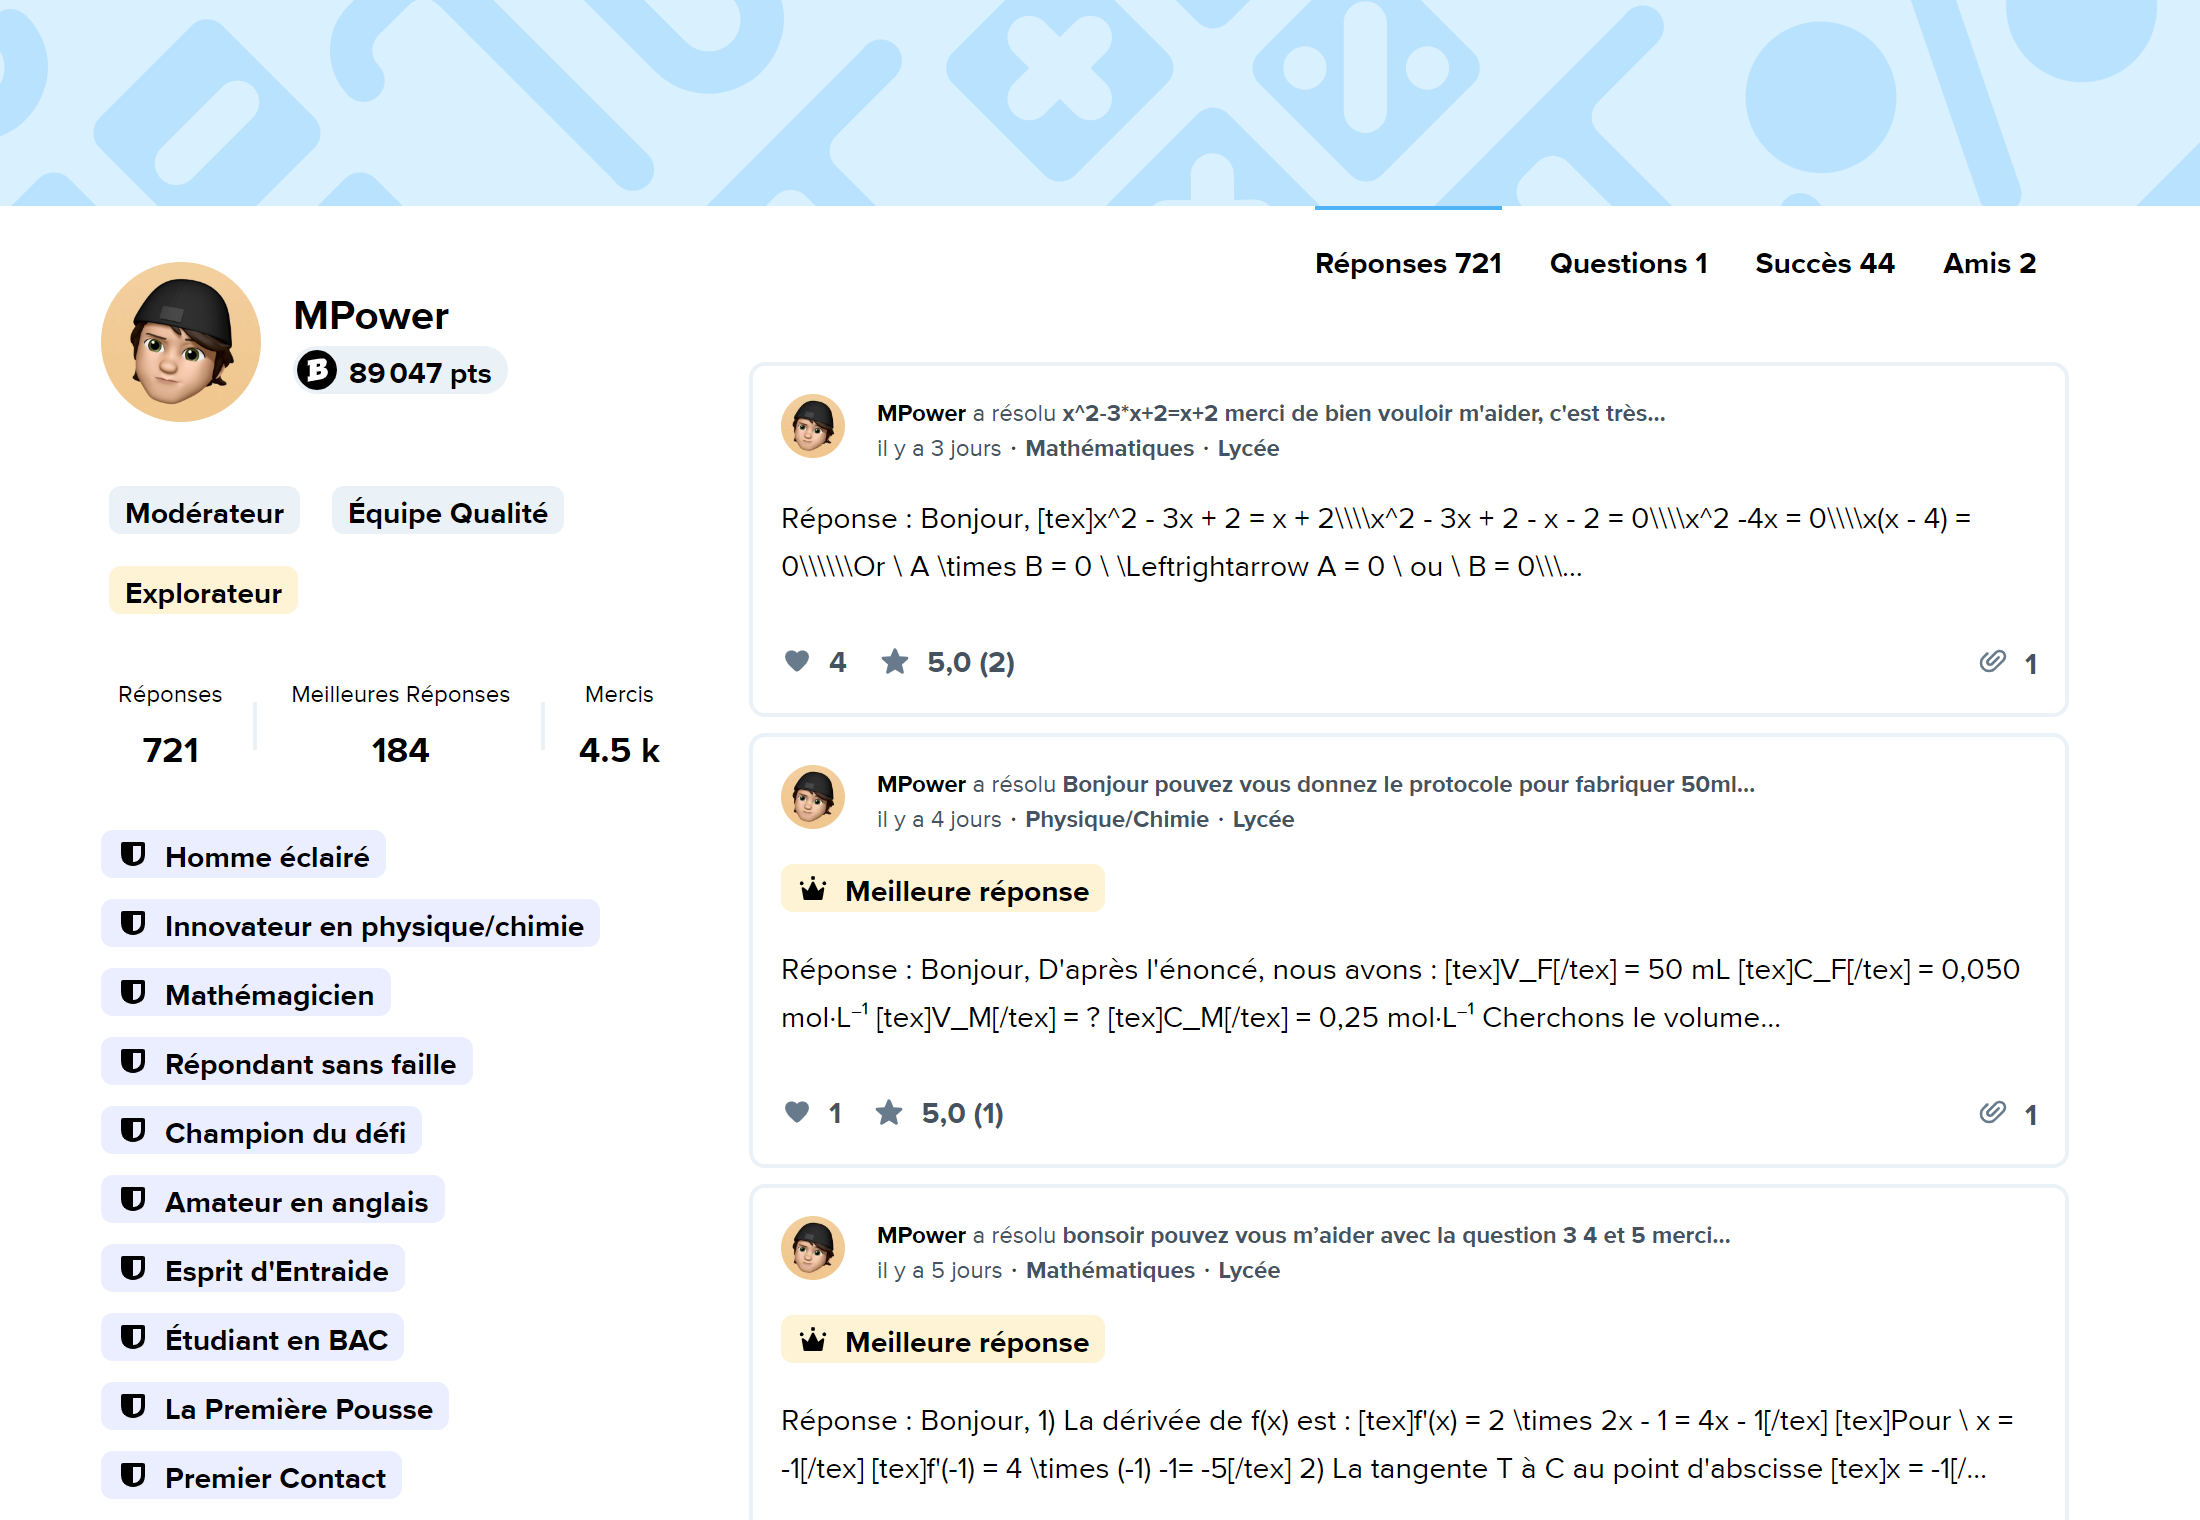 Réponses 721 Questions 1 Succès 44 Amis 2
MPower
B 89 047 pts
Modérateur Équipe Qualité
Explorateur
Réponses Meilleures Réponses Mercis
721 184 4.5 k
Homme éclairé
Innovateur en physique/chimie
Mathémagicien
Répondant sans faille
Champion du défi
Amateur en anglais
Esprit d'Entraide
Étudiant en BAC
La Première Pousse
Premier Contact
MPower a résolu x^2-3*x+2=x+2 merci de bien vouloir m'aider, c'est très...
il y a 3 jours · Mathématiques · Lycée
Réponse : Bonjour, [tex]x^2 - 3x + 2 = x + 2\\\\x^2 - 3x + 2 - x - 2 = 0\\\\x^2 -4x = 0\\\\x(x - 4) =
0\\\\\\Or \ A \times B = 0 \ \Leftrightarrow A = 0 \ ou \ B = 0\\\...
4 5,0 (2) 1
MPower a résolu Bonjour pouvez vous donnez le protocole pour fabriquer 50ml...
il y a 4 jours · Physique/Chimie · Lycée
Meilleure réponse
Réponse : Bonjour, D'après l'énoncé, nous avons : [tex]V_F[/tex] = 50 mL [tex]C_F[/tex] = 0,050
mol·L⁻¹ [tex]V_M[/tex] = ? [tex]C_M[/tex] = 0,25 mol·L⁻¹ Cherchons le volume...
1 5,0 (1) 1
MPower a résolu bonsoir pouvez vous m’aider avec la question 3 4 et 5 merci...
il y a 5 jours · Mathématiques · Lycée
Meilleure réponse
Réponse : Bonjour, 1) La dérivée de f(x) est : [tex]f'(x) = 2 \times 2x - 1 = 4x - 1[/tex] [tex]Pour \ x =
-1[/tex] [tex]f'(-1) = 4 \times (-1) -1= -5[/tex] 2) La tangente T à C au point d'abscisse [tex]x = -1[/...